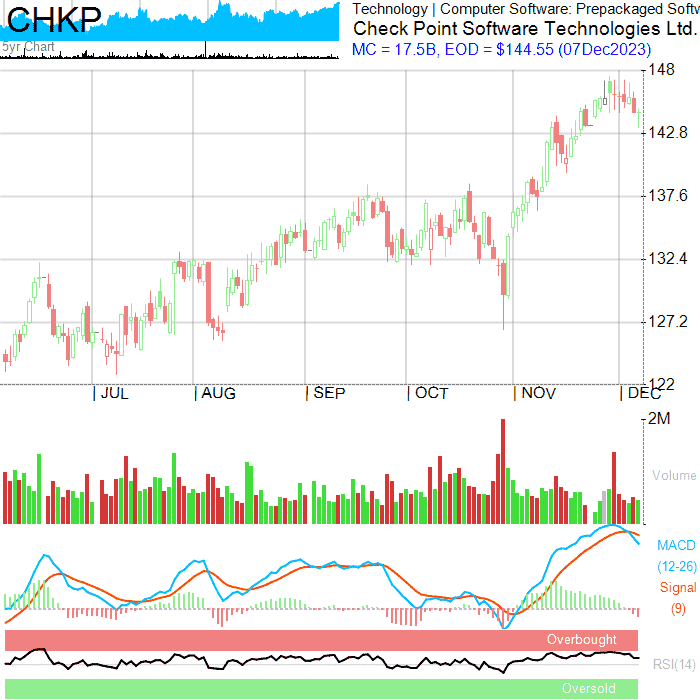 CHKP
5yr Chart
Technology | Computer Software: Prepackaged Softw
Check Point Software Technologies Ltd.
MC = 17.5B, EOD = $144.55 (07Dec2023)
148
142.8
137.6
132.4
127.2
122
JUL AUG SEP OCT NOV DEC
2M
Volume
MACD
(12-26)
Signal
(9)
Overbought
RSI(14)
Oversold